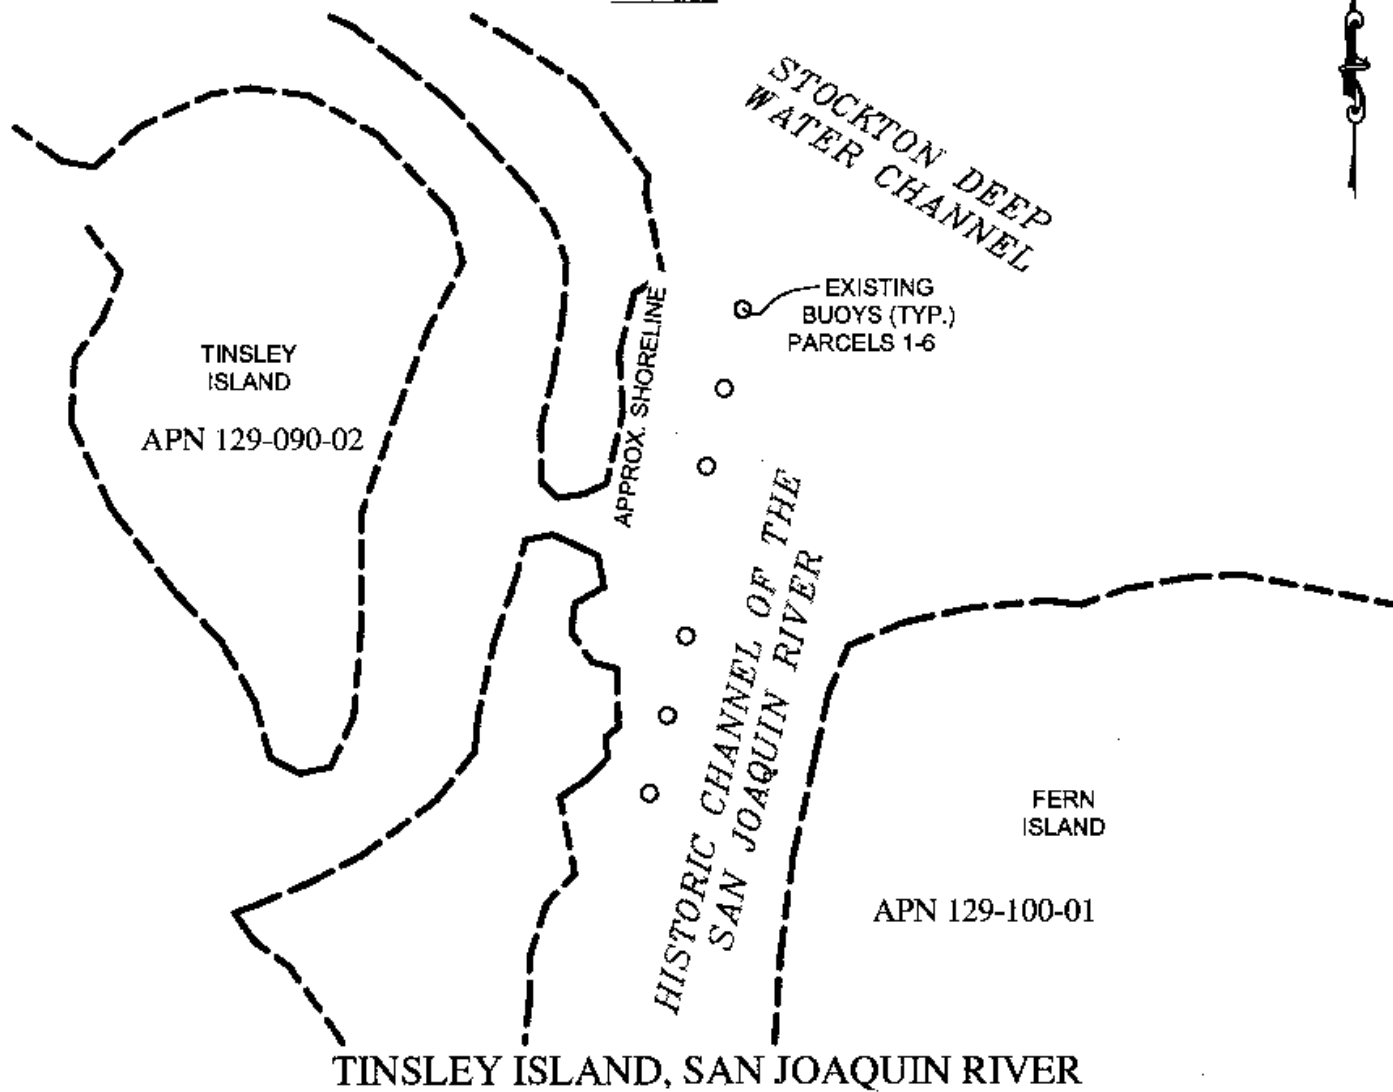 STOCKTON DEEP
WATER CHANNEL
EXISTING
BUOYS (TYP.)
PARCELS 1-6
TINSLEY
ISLAND
APN 129-090-02
APPROX. SHORELINE
HISTORIC CHANNEL OF THE
SAN JOAQUIN RIVER
FERN
ISLAND
APN 129-100-01
TINSLEY ISLAND, SAN JOAQUIN RIVER